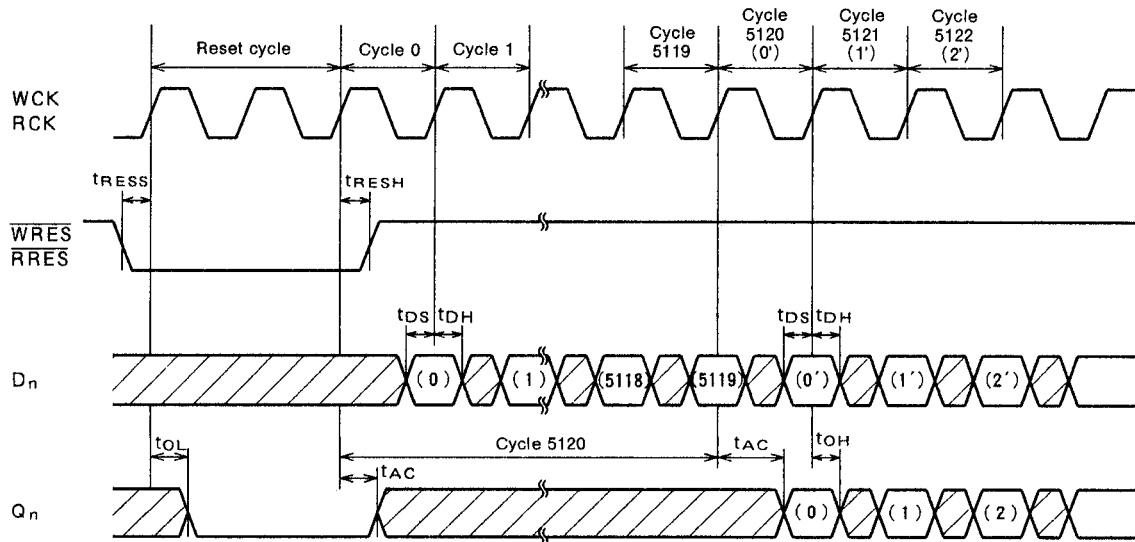 Reset cycle
Cycle 0
Cycle 1
Cycle
5119
Cycle
5120
(0')
Cycle
5121
(1')
Cycle
5122
(2')
WCK
RCK
tRESS
tRESH
WRES
RRES
tDS
tDH
tDS
tDH
Dn
(0)
(1)
(5118)
(5119)
(0')
(1')
(2')
tOL
tAC
Cycle 5120
tAC
tOH
Qn
(0)
(1)
(2)